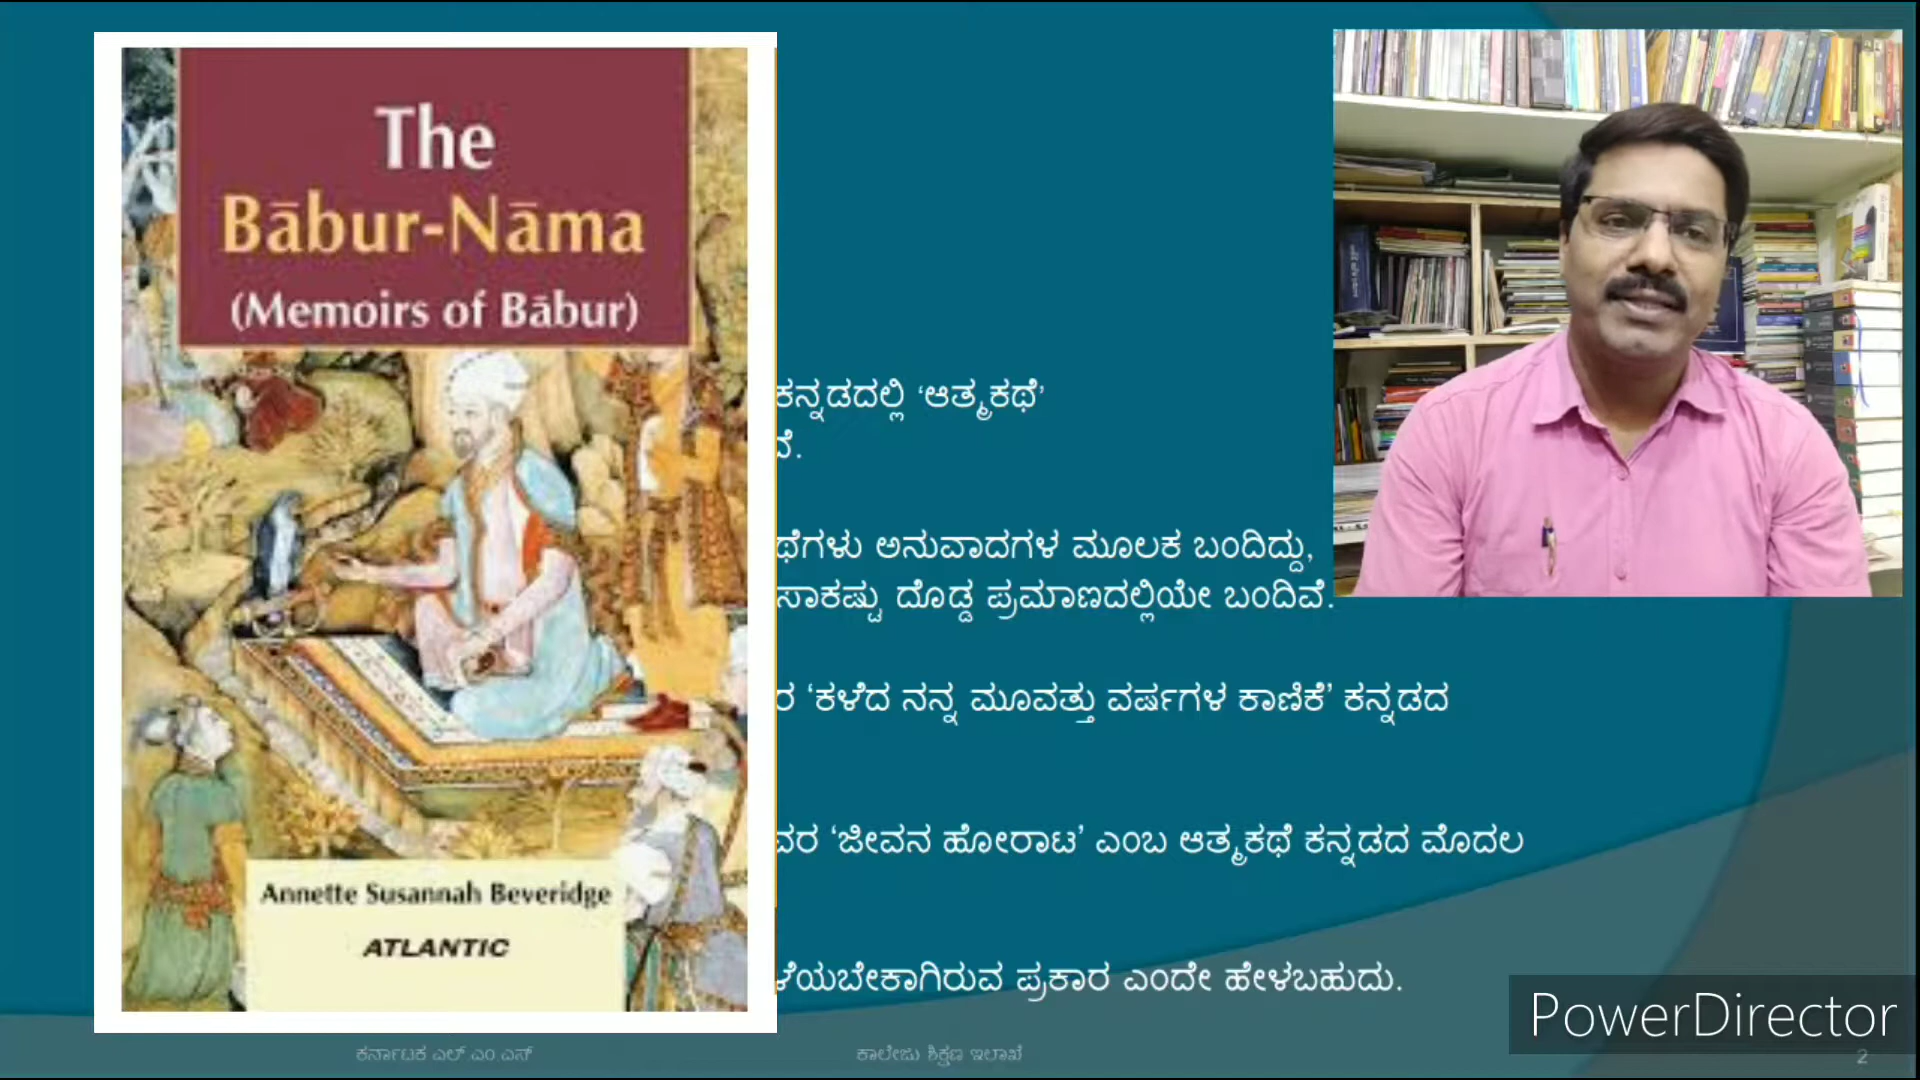 The
Bābur-Nāma
(Memoirs of Bābur)
Annette Susannah Beveridge
ATLANTIC
ಕನ್ನಡದಲ್ಲಿ ‘ಆತ್ಮಕಥೆ’
ವೆ.
ಥೆಗಳು ಅನುವಾದಗಳ ಮೂಲಕ ಬಂದಿದ್ದು,
ಸಾಕಷ್ಟು ದೊಡ್ಡ ಪ್ರಮಾಣದಲ್ಲಿಯೇ ಬಂದಿವೆ.
ರ ‘ಕಳೆದ ನನ್ನ ಮೂವತ್ತು ವರ್ಷಗಳ ಕಾಣಿಕೆ’ ಕನ್ನಡದ
ವರ ‘ಜೀವನ ಹೋರಾಟ’ ಎಂಬ ಆತ್ಮಕಥೆ ಕನ್ನಡದ ಮೊದಲ
ಳೆಯಬೇಕಾಗಿರುವ ಪ್ರಕಾರ ಎಂದೇ ಹೇಳಬಹುದು.
PowerDirector
ಕರ್ನಾಟಕ ಎಲ್ ಎಂ ಎಸ್
ಕಾಲೇಜು ಶಿಕ್ಷಣ ಇಲಾಖೆ
2